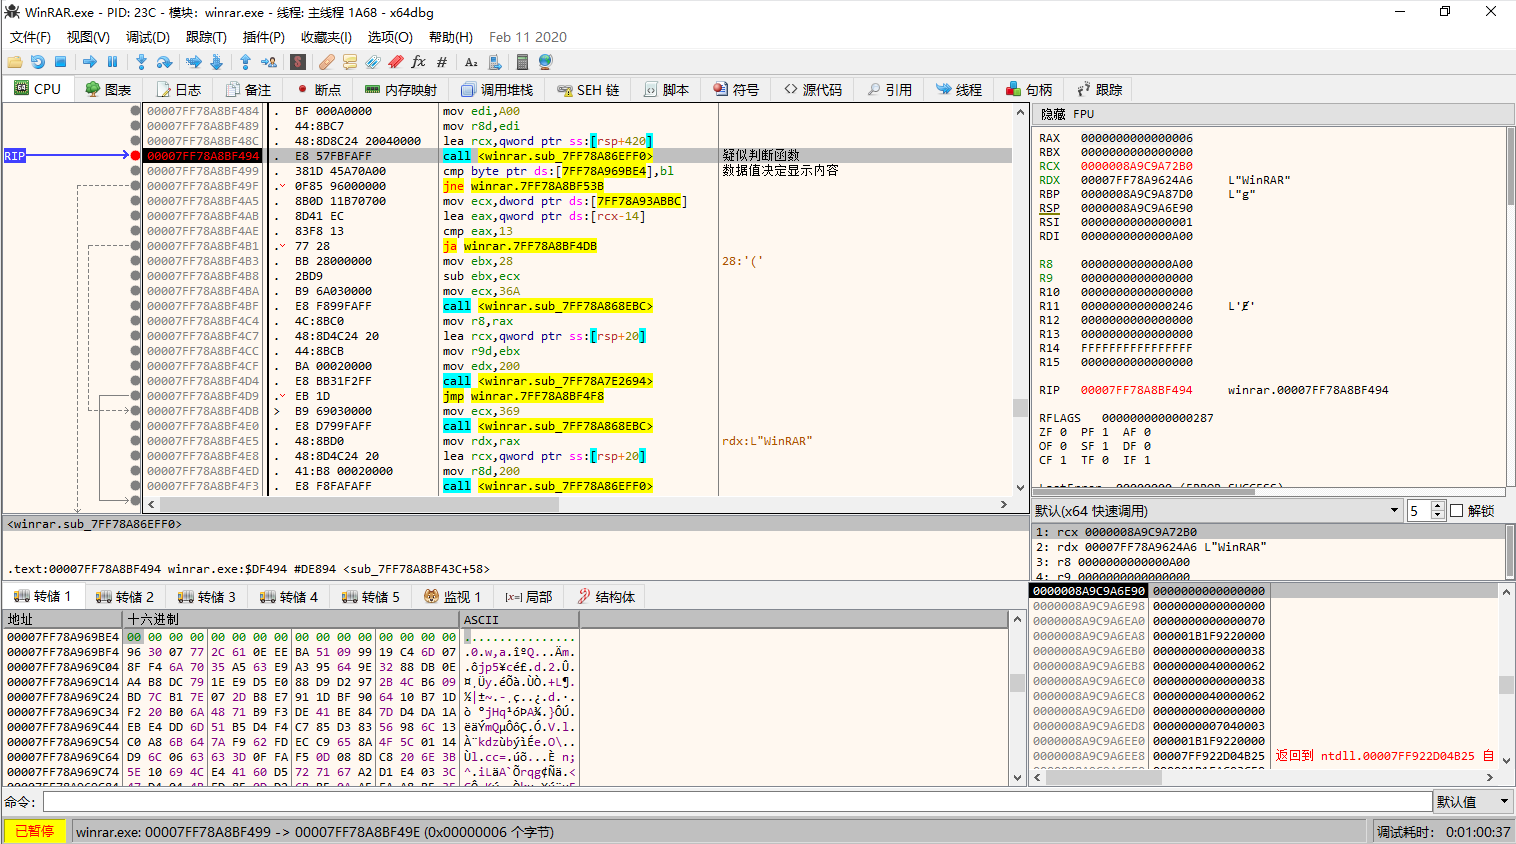 WinRAR.exe - PID: 23C - 模块：winrar.exe - 线程: 主线程 1A68 - x64dbg
文件(F) 视图(V) 调试(D) 跟踪(T) 插件(P) 收藏夹(I) 选项(O) 帮助(H) Feb 11 2020
CPU 图表 日志 备注 断点 内存映射 调用堆栈 SEH 链 脚本 符号 源代码 引用 线程 句柄 跟踪
00007FF78A8BF484 . BF 000A0000 mov edi,A00
00007FF78A8BF489 . 44:8BC7 mov r8d,edi
00007FF78A8BF48C . 48:8D8C24 20040000 lea rcx,qword ptr ss:[rsp+420]
RIP 00007FF78A8BF494 . E8 57FBFAFF call <winrar.sub_7FF78A86EFF0> 疑似判断函数
00007FF78A8BF499 . 381D 45A70A00 cmp byte ptr ds:[7FF78A969BE4],bl 数据值决定显示内容
00007FF78A8BF49F . 0F85 96000000 jne winrar.7FF78A8BF53B
00007FF78A8BF4A5 . 8B0D 11B70700 mov ecx,dword ptr ds:[7FF78A93ABBC]
00007FF78A8BF4AB . 8D41 EC lea eax,qword ptr ds:[rcx-14]
00007FF78A8BF4AE . 83F8 13 cmp eax,13
00007FF78A8BF4B1 . 77 28 ja winrar.7FF78A8BF4DB
00007FF78A8BF4B3 . BB 28000000 mov ebx,28 28:'('
00007FF78A8BF4B8 . 2BD9 sub ebx,ecx
00007FF78A8BF4BA . B9 6A030000 mov ecx,36A
00007FF78A8BF4BF . E8 F899FAFF call <winrar.sub_7FF78A868EBC>
00007FF78A8BF4C4 . 4C:8BC0 mov r8,rax
00007FF78A8BF4C7 . 48:8D4C24 20 lea rcx,qword ptr ss:[rsp+20]
00007FF78A8BF4CC . 44:8BCB mov r9d,ebx
00007FF78A8BF4CF . BA 00020000 mov edx,200
00007FF78A8BF4D4 . E8 BB31F2FF call <winrar.sub_7FF78A7E2694>
00007FF78A8BF4D9 . EB 1D jmp winrar.7FF78A8BF4F8
00007FF78A8BF4DB > B9 69030000 mov ecx,369
00007FF78A8BF4E0 . E8 D799FAFF call <winrar.sub_7FF78A868EBC>
00007FF78A8BF4E5 . 48:8BD0 mov rdx,rax rdx:L"WinRAR"
00007FF78A8BF4E8 . 48:8D4C24 20 lea rcx,qword ptr ss:[rsp+20]
00007FF78A8BF4ED . 41:B8 00020000 mov r8d,200
00007FF78A8BF4F3 . E8 F8FAFAFF call <winrar.sub_7FF78A86EFF0>
隐藏 FPU
RAX 0000000000000006
RBX 0000000000000000
RCX 0000008A9C9A72B0
RDX 00007FF78A9624A6 L"WinRAR"
RBP 0000008A9C9A87D0 L"g"
RSP 0000008A9C9A6E90
RSI 0000000000000001
RDI 0000000000000A00
R8 0000000000000A00
R9 0000000000000000
R10 0000000000000000
R11 0000000000000246 L'Ɇ'
R12 0000000000000000
R13 0000000000000000
R14 FFFFFFFFFFFFFFFF
R15 0000000000000000
RIP 00007FF78A8BF494 winrar.00007FF78A8BF494
RFLAGS 0000000000000287
ZF 0 PF 1 AF 0
OF 0 SF 1 DF 0
CF 1 TF 0 IF 1
默认(x64 快速调用) 5 解锁
1: rcx 0000008A9C9A72B0
2: rdx 00007FF78A9624A6 L"WinRAR"
3: r8 0000000000000A00
4: r9 0000000000000000
<winrar.sub_7FF78A86EFF0>
.text:00007FF78A8BF494 winrar.exe:$DF494 #DE894 <sub_7FF78A8BF43C+58>
转储 1 转储 2 转储 3 转储 4 转储 5 监视 1 [x=] 局部 结构体
地址 十六进制 ASCII
00007FF78A969BE4 00 00 00 00 00 00 00 00 00 00 00 00 00 00 00 00 ................
00007FF78A969BF4 96 30 07 77 2C 61 0E EE BA 51 09 99 19 C4 6D 07 .0.w,a.îºQ...Äm.
00007FF78A969C04 8F F4 6A 70 35 A5 63 E9 A3 95 64 9E 32 88 DB 0E .ôjp5¥cé£.d.2.Û.
00007FF78A969C14 A4 B8 DC 79 1E E9 D5 E0 88 D9 D2 97 2B 4C B6 09 ¤¸Üy.éÕà.ÙÒ.+L¶.
00007FF78A969C24 BD 7C B1 7E 07 2D B8 E7 91 1D BF 90 64 10 B7 1D ½|±~.-¸ç..¿.d.·.
00007FF78A969C34 F2 20 B0 6A 48 71 B9 F3 DE 41 BE 84 7D D4 DA 1A ò °jHq¹óÞA¾.}ÔÚ.
00007FF78A969C44 EB E4 DD 6D 51 B5 D4 F4 C7 85 D3 83 56 98 6C 13 ëäÝmQµÔôÇ.Ó.V.l.
00007FF78A969C54 C0 A8 6B 64 7A F9 62 FD EC C9 65 8A 4F 5C 01 14 À¨kdzùbýìÉe.O\..
00007FF78A969C64 D9 6C 06 63 63 3D 0F FA F5 0D 08 8D C8 20 6E 3B Ùl.cc=.úõ...È n;
00007FF78A969C74 5E 10 69 4C E4 41 60 D5 72 71 67 A2 D1 E4 03 3C ^.iLäA`Õrqg¢Ñä.<
0000008A9C9A6E90 0000000000000000
0000008A9C9A6E98 0000000000000000
0000008A9C9A6EA0 0000000000000070
0000008A9C9A6EA8 000001B1F9220000
0000008A9C9A6EB0 0000000000000038
0000008A9C9A6EB8 0000000040000062
0000008A9C9A6EC0 0000000000000038
0000008A9C9A6EC8 0000000040000062
0000008A9C9A6ED0 0000000000000000
0000008A9C9A6ED8 0000000007040003
0000008A9C9A6EE0 000001B1F9220000
0000008A9C9A6EE8 00007FF922D04B25 返回到 ntdll.00007FF922D04B25 自
命令： 默认值
已暂停 winrar.exe: 00007FF78A8BF499 -> 00007FF78A8BF49E (0x00000006 个字节) 调试耗时： 0:01:00:37